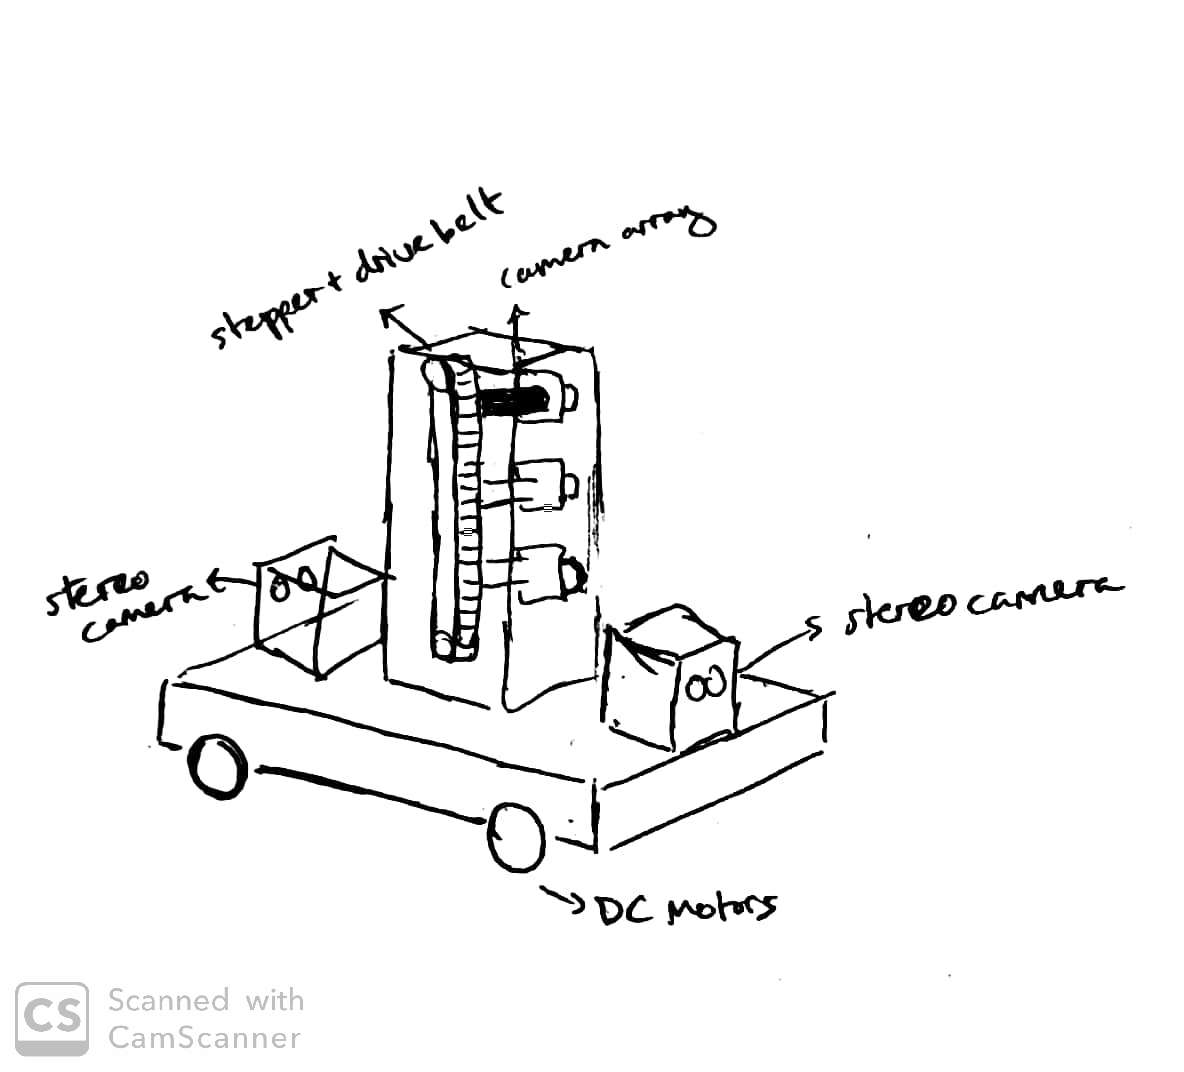 stepper + drive belt
camera array
stereo
camera
stereo camera
DC Motors
CS
Scanned with
CamScanner